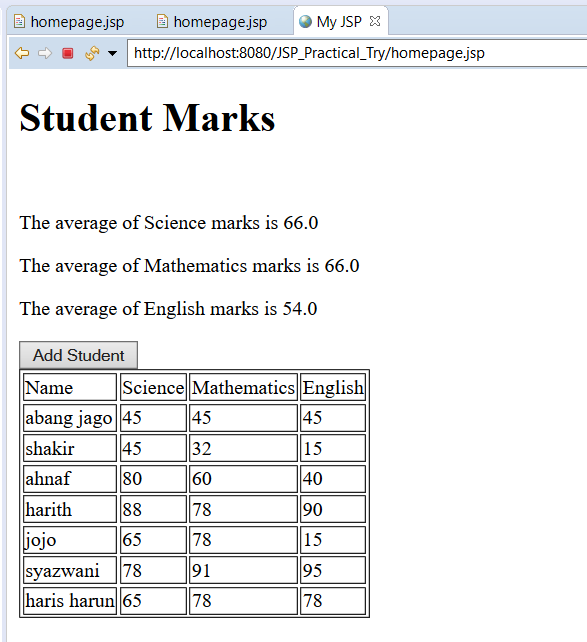 homepage.jsp homepage.jsp My JSP
http://localhost:8080/JSP_Practical_Try/homepage.jsp
Student Marks
The average of Science marks is 66.0
The average of Mathematics marks is 66.0
The average of English marks is 54.0
Add Student
Name Science Mathematics English
abang jago 45 45 45
shakir 45 32 15
ahnaf 80 60 40
harith 88 78 90
jojo 65 78 15
syazwani 78 91 95
haris harun 65 78 78